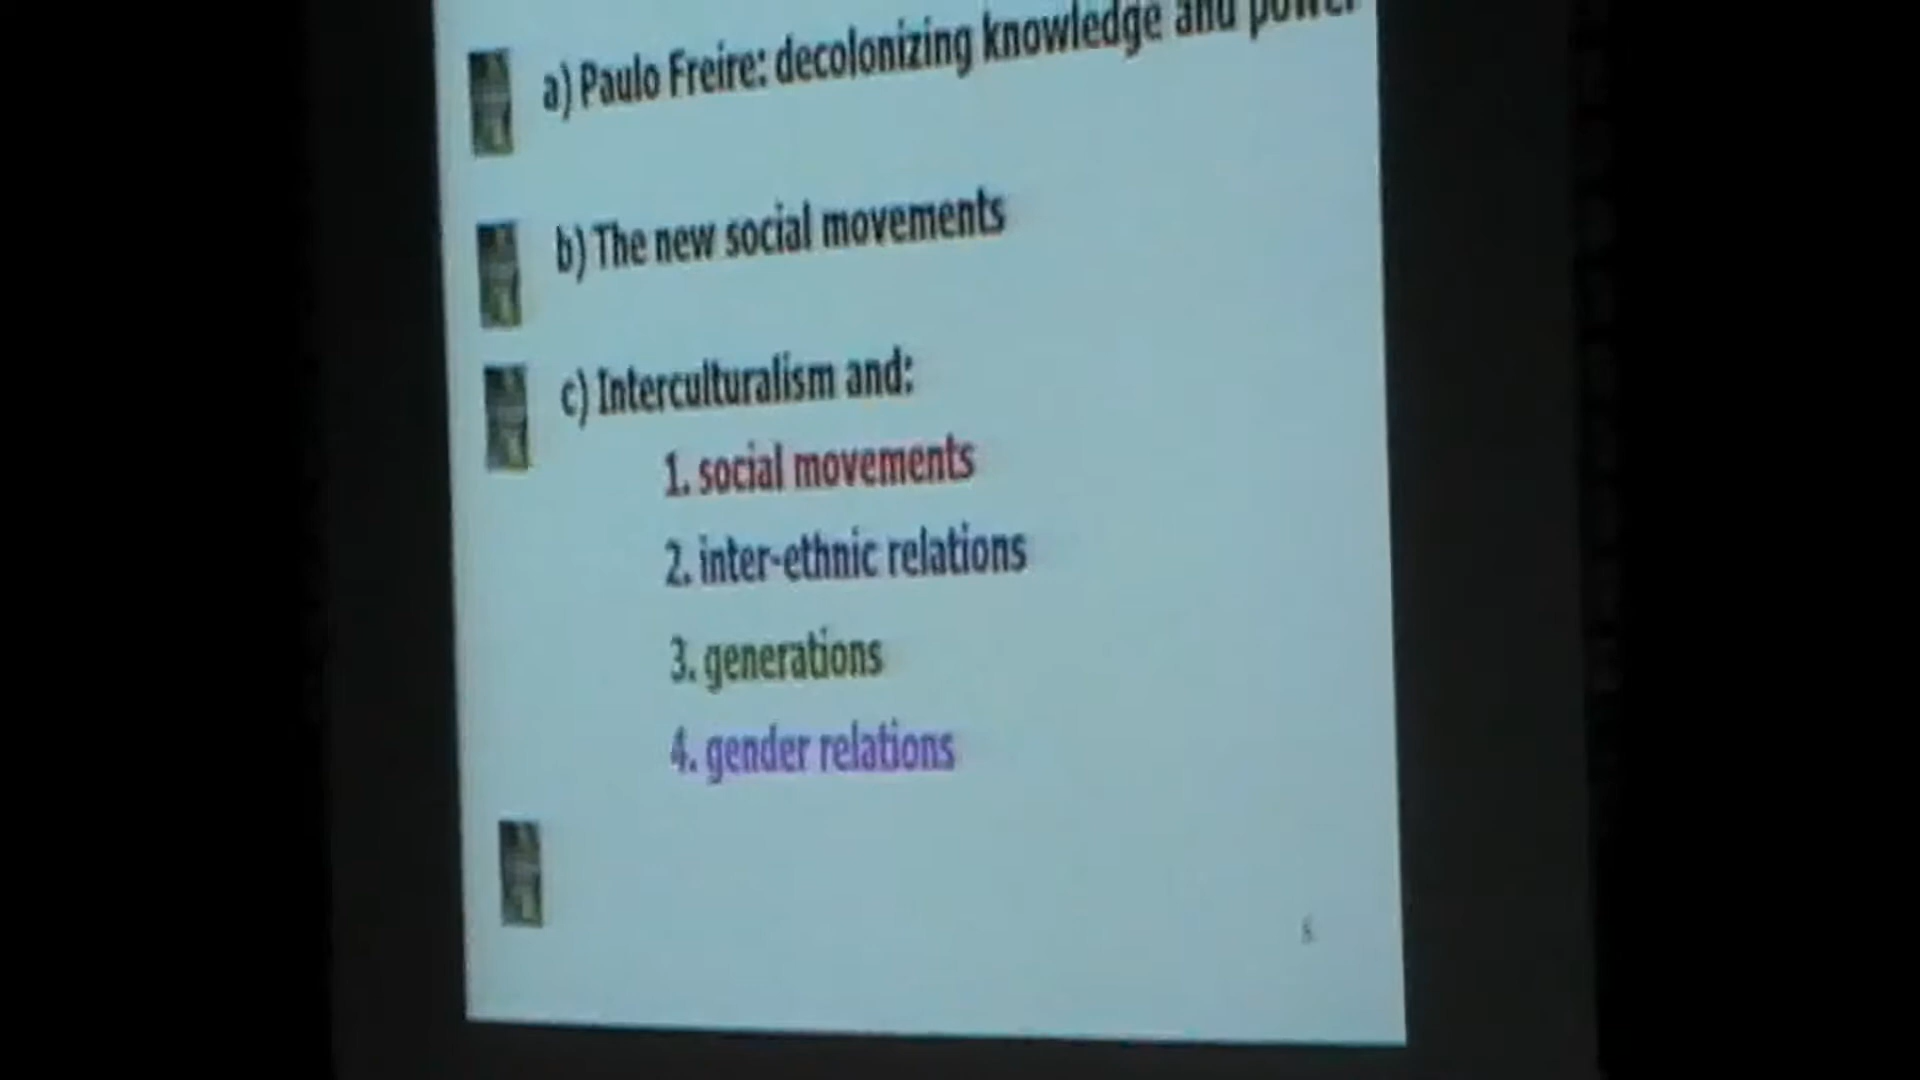 a) Paulo Freire: decolonizing knowledge and power
b) The new social movements
c) Interculturalism and:
1. social movements
2. inter-ethnic relations
3. generations
4. gender relations